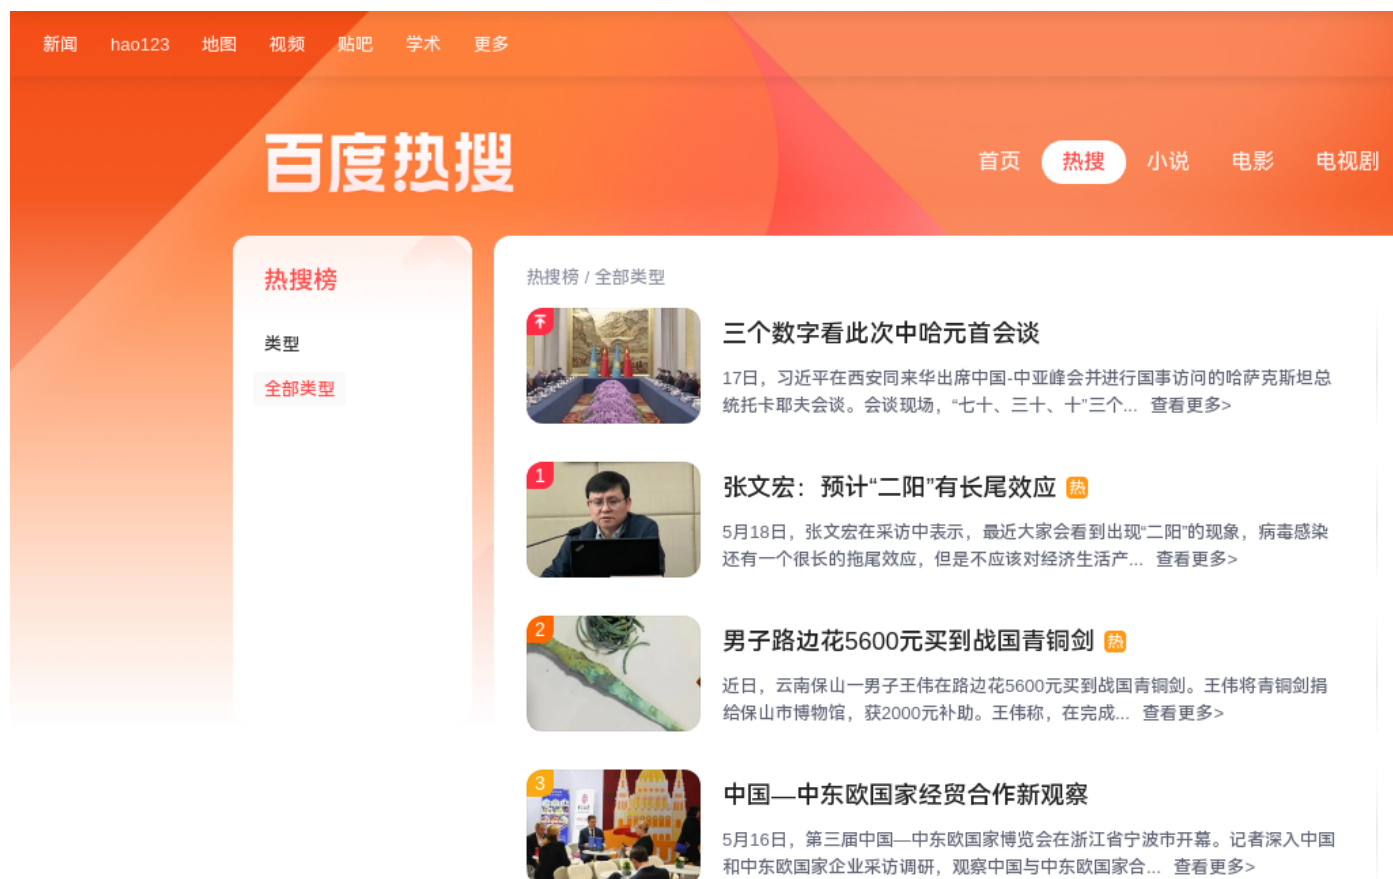 新闻 hao123 地图 视频 贴吧 学术 更多
百度热搜
首页 热搜 小说 电影 电视剧
热搜榜
类型
全部类型
热搜榜 / 全部类型
三个数字看此次中哈元首会谈
17日，习近平在西安同来华出席中国-中亚峰会并进行国事访问的哈萨克斯坦总
统托卡耶夫会谈。会谈现场，“七十、三十、十”三个... 查看更多>
1
张文宏：预计“二阳”有长尾效应 热
5月18日，张文宏在采访中表示，最近大家会看到出现“二阳”的现象，病毒感染
还有一个很长的拖尾效应，但是不应该对经济生活产... 查看更多>
2
男子路边花5600元买到战国青铜剑 热
近日，云南保山一男子王伟在路边花5600元买到战国青铜剑。王伟将青铜剑捐
给保山市博物馆，获2000元补助。王伟称，在完成... 查看更多>
3
中国—中东欧国家经贸合作新观察
5月16日，第三届中国—中东欧国家博览会在浙江省宁波市开幕。记者深入中国
和中东欧国家企业采访调研，观察中国与中东欧国家合... 查看更多>